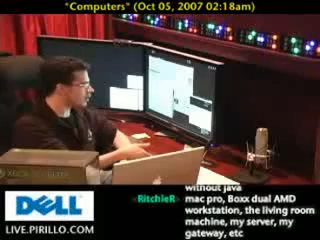 *Computers* (Oct 05, 2007 02:18am)
DELL
LIVE.PIRILLO.COM
without java
<RitchieR> mac pro, Boxx dual AMD
workstation, the living room
machine, my server, my
gateway, etc